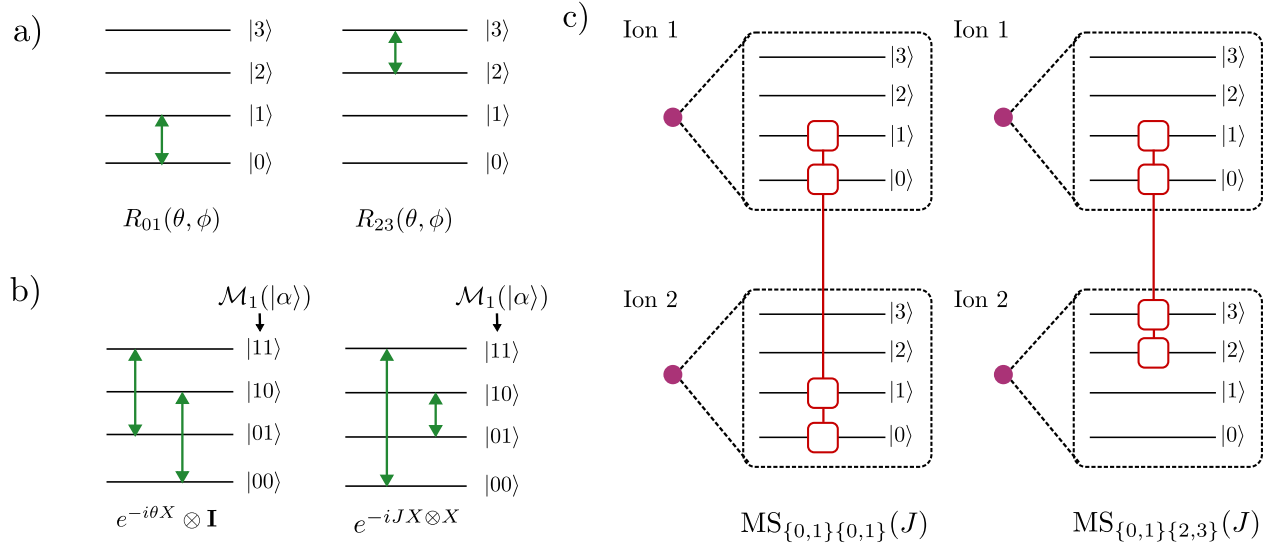 a)
|3⟩
|2⟩
|1⟩
|0⟩
R₀₁(θ, ϕ)
|3⟩
|2⟩
|1⟩
|0⟩
R₂₃(θ, ϕ)
b)
ℳ₁(|α⟩)
|11⟩
|10⟩
|01⟩
|00⟩
e^{-iθX} ⊗ I
ℳ₁(|α⟩)
|11⟩
|10⟩
|01⟩
|00⟩
e^{-iJX⊗X}
c)
Ion 1
|3⟩
|2⟩
|1⟩
|0⟩
Ion 2
|3⟩
|2⟩
|1⟩
|0⟩
MS_{{0,1}{0,1}}(J)
Ion 1
|3⟩
|2⟩
|1⟩
|0⟩
Ion 2
|3⟩
|2⟩
|1⟩
|0⟩
MS_{{0,1}{2,3}}(J)